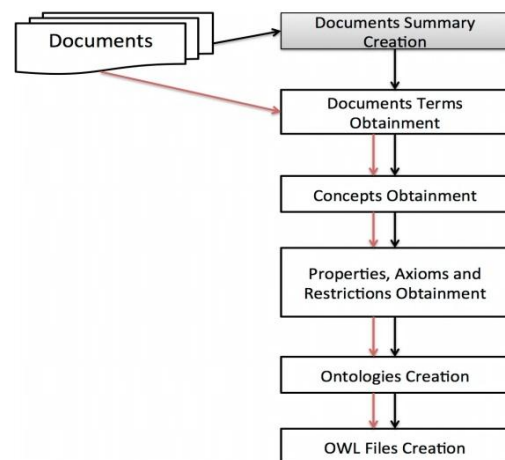 Documents
Documents Summary
Creation
Documents Terms
Obtainment
Concepts Obtainment
Properties, Axioms and
Restrictions Obtainment
Ontologies Creation
OWL Files Creation